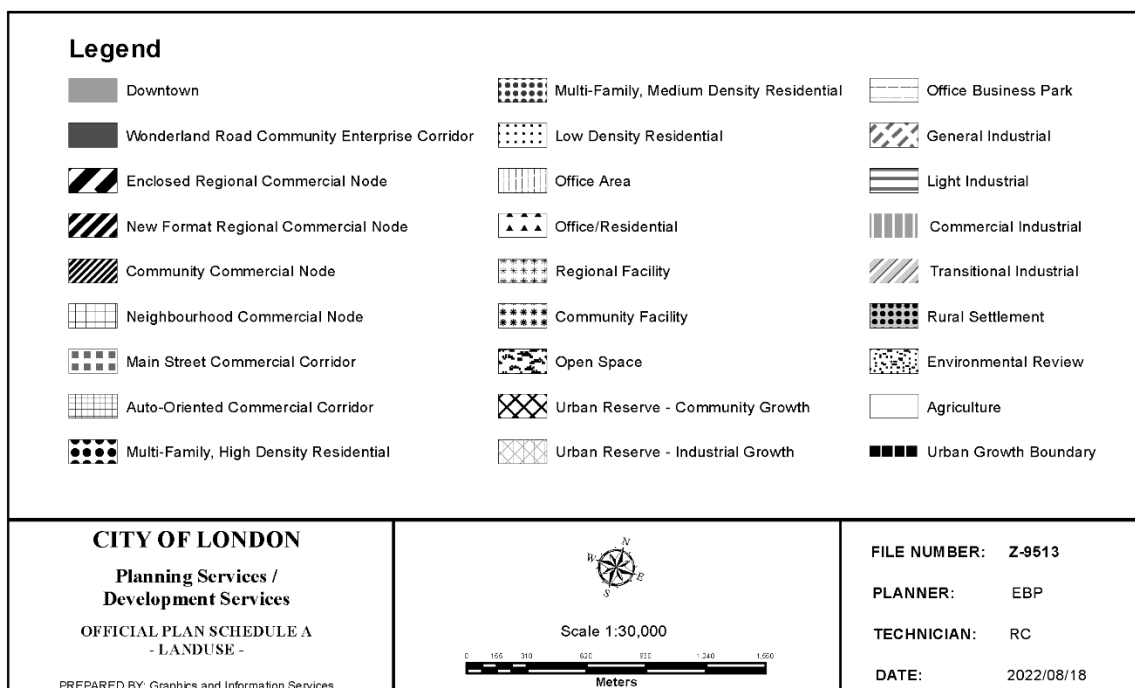 Legend
Downtown
Wonderland Road Community Enterprise Corridor
Enclosed Regional Commercial Node
New Format Regional Commercial Node
Community Commercial Node
Neighbourhood Commercial Node
Main Street Commercial Corridor
Auto-Oriented Commercial Corridor
Multi-Family, High Density Residential
Multi-Family, Medium Density Residential
Low Density Residential
Office Area
Office/Residential
Regional Facility
Community Facility
Open Space
Urban Reserve - Community Growth
Urban Reserve - Industrial Growth
Office Business Park
General Industrial
Light Industrial
Commercial Industrial
Transitional Industrial
Rural Settlement
Environmental Review
Agriculture
Urban Growth Boundary
CITY OF LONDON
Planning Services /
Development Services
OFFICIAL PLAN SCHEDULE A
- LANDUSE -
PREPARED BY: Graphics and Information Services
N
W
E
S
Scale 1:30,000
0 155 310 620 930 1,240 1,550
Meters
FILE NUMBER: Z-9513
PLANNER: EBP
TECHNICIAN: RC
DATE: 2022/08/18